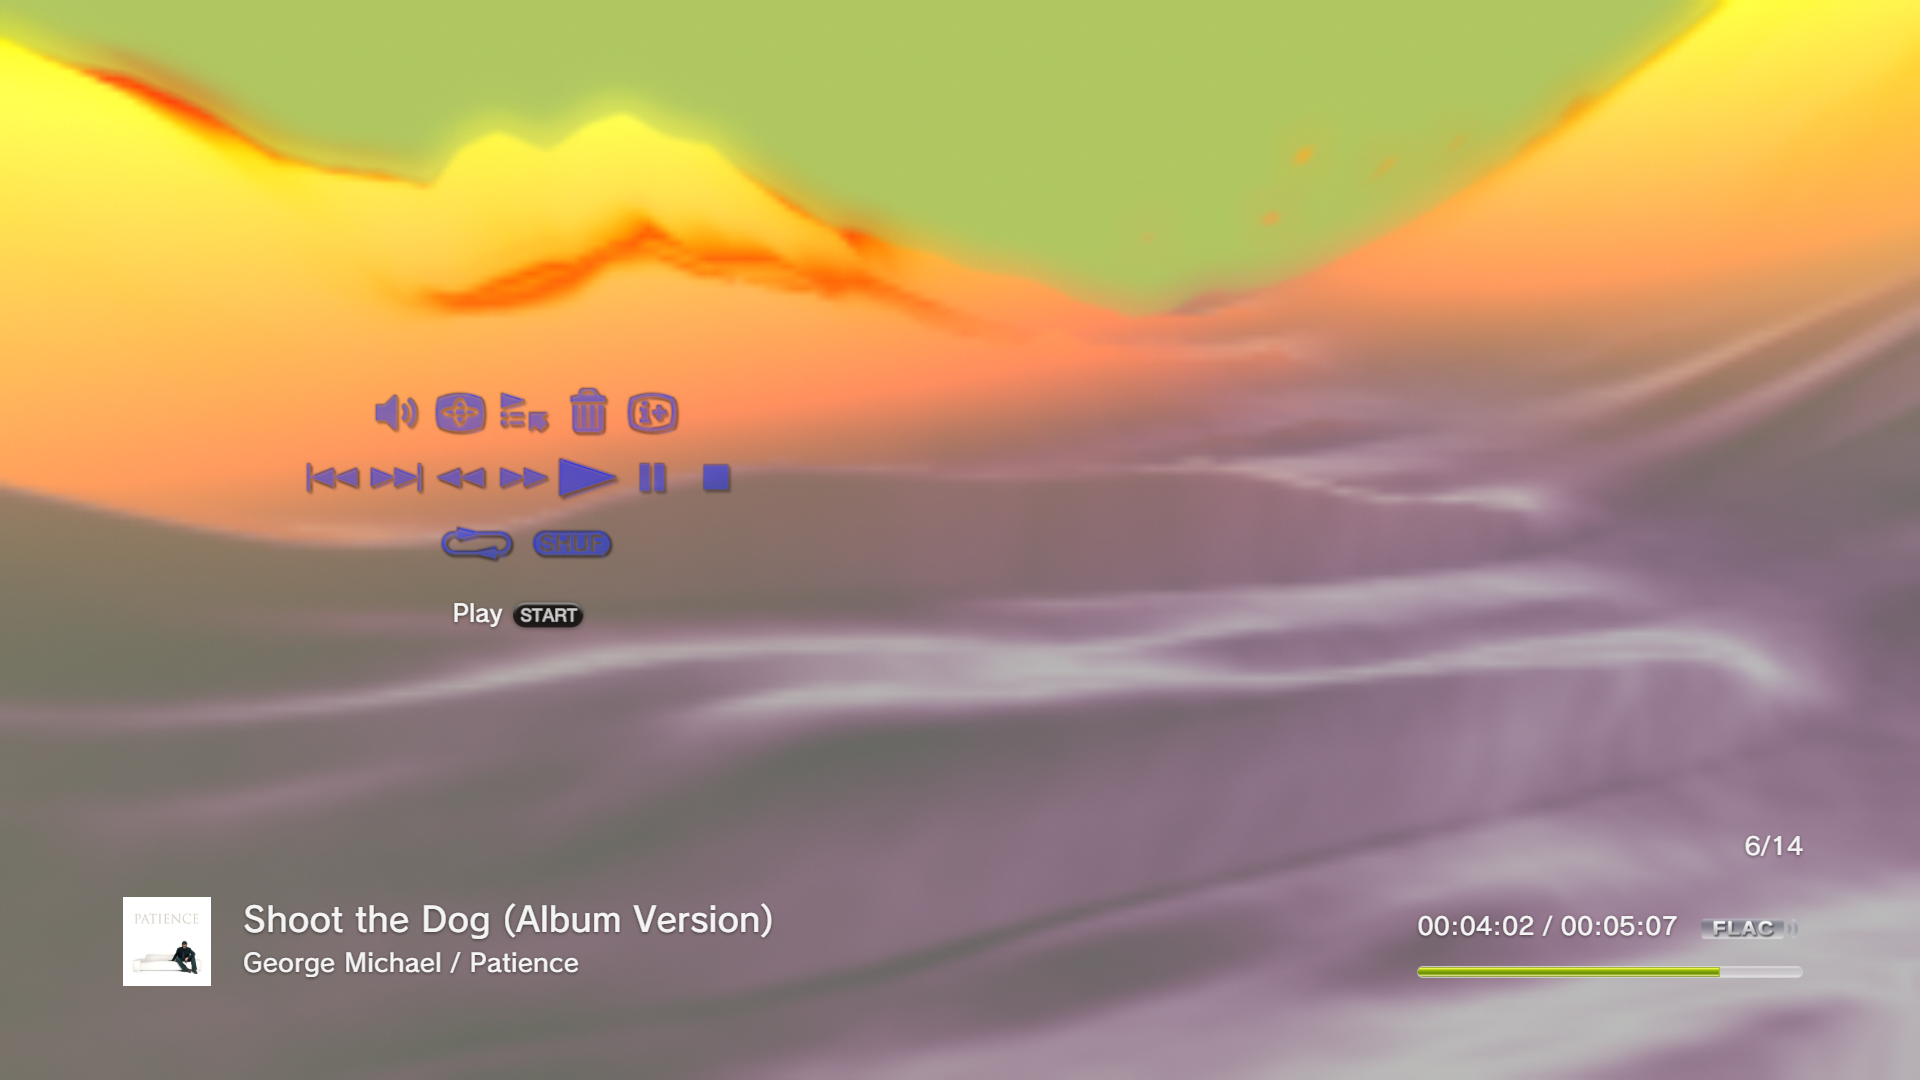 SHUF
Play START
6/14
PATIENCE
Shoot the Dog (Album Version)
George Michael / Patience
00:04:02 / 00:05:07 FLAC